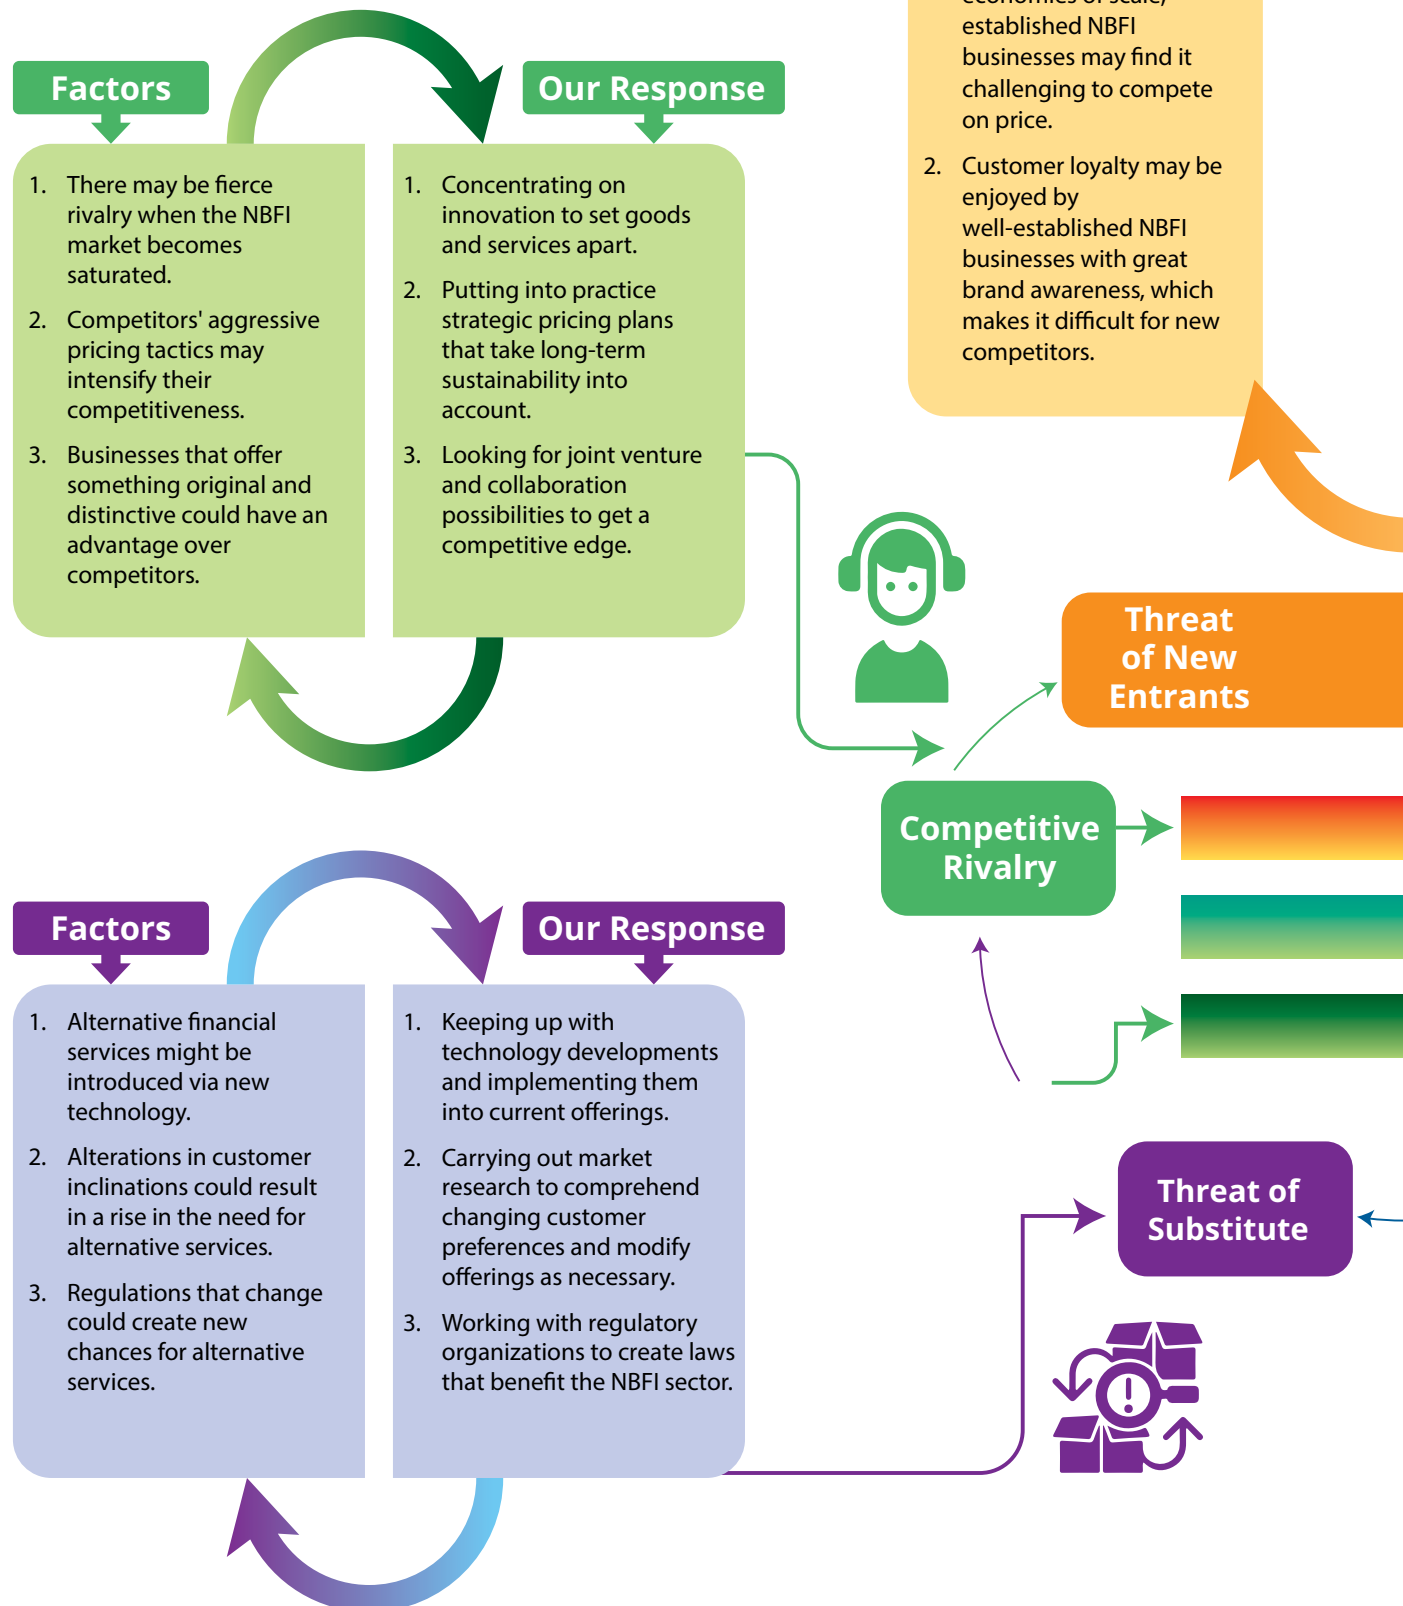 Factors
1. There may be fierce
rivalry when the NBFI
market becomes
saturated.
2. Competitors' aggressive
pricing tactics may
intensify their
competitiveness.
3. Businesses that offer
something original and
distinctive could have an
advantage over
competitors.
Our Response
1. Concentrating on
innovation to set goods
and services apart.
2. Putting into practice
strategic pricing plans
that take long-term
sustainability into
account.
3. Looking for joint venture
and collaboration
possibilities to get a
competitive edge.
economies of scale,
established NBFI
businesses may find it
challenging to compete
on price.
2. Customer loyalty may be
enjoyed by
well-established NBFI
businesses with great
brand awareness, which
makes it difficult for new
competitors.
Threat
of New
Entrants
Competitive
Rivalry
Factors
1. Alternative financial
services might be
introduced via new
technology.
2. Alterations in customer
inclinations could result
in a rise in the need for
alternative services.
3. Regulations that change
could create new
chances for alternative
services.
Our Response
1. Keeping up with
technology developments
and implementing them
into current offerings.
2. Carrying out market
research to comprehend
changing customer
preferences and modify
offerings as necessary.
3. Working with regulatory
organizations to create laws
that benefit the NBFI sector.
Threat of
Substitute